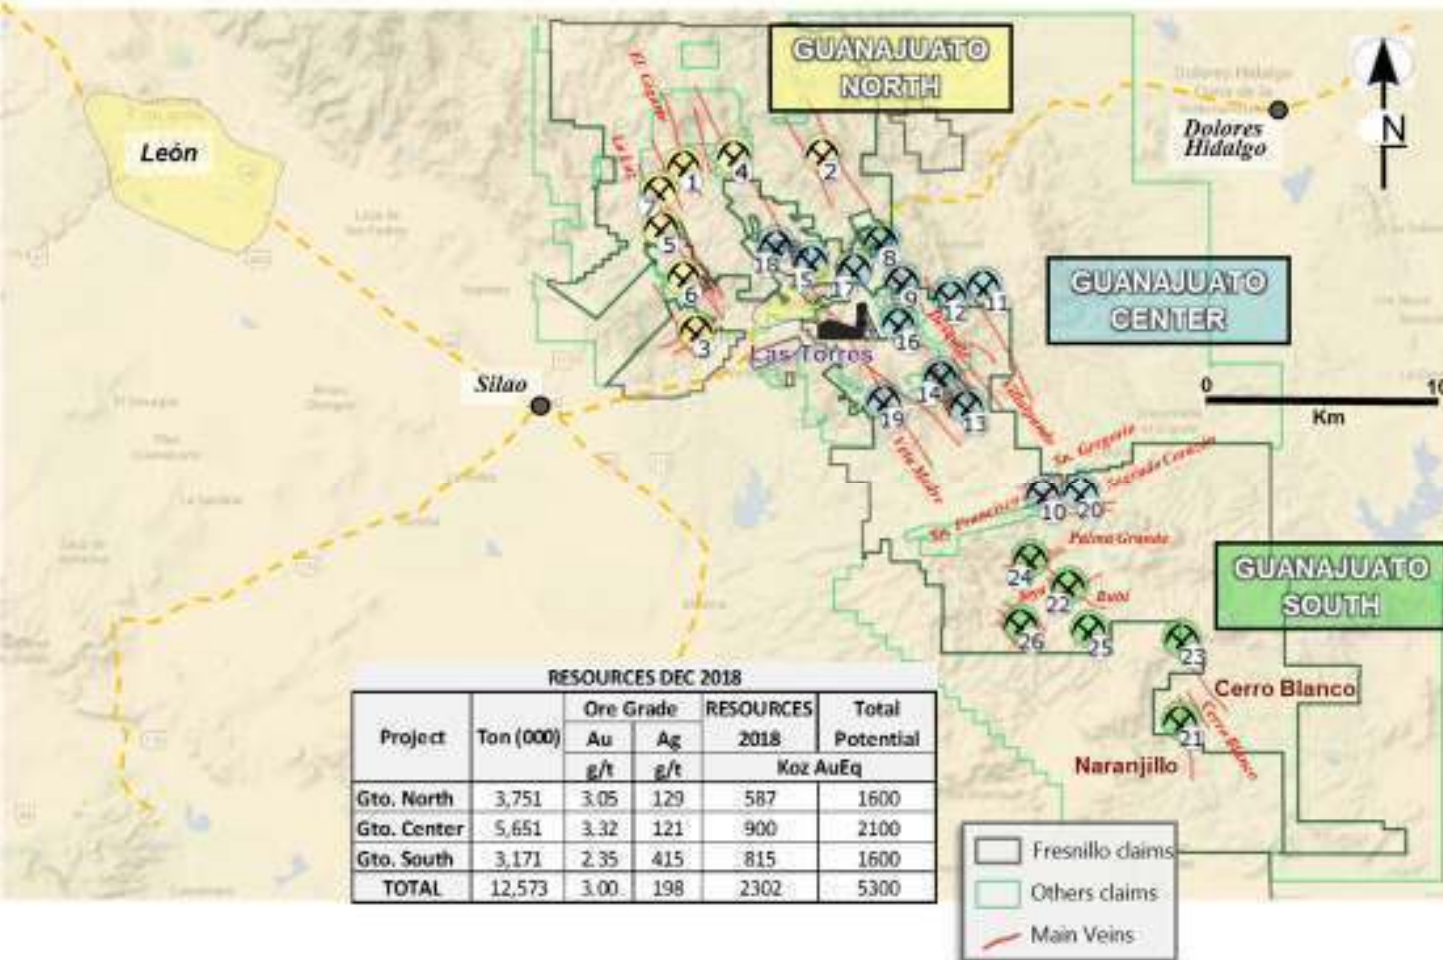 GUANAJUATO
NORTH
León
Dolores
Hidalgo
N
El Gigante
La Luz
1
4
2
7
5
6
3
18
15
17
8
9
12
11
16
14
13
19
Las Torres
GUANAJUATO
CENTER
Silao
0
10
Km
Villalpando
Veta Madre
Sn. Gregorio
Sagrado Corazón
Sn. Francisco
10
20
Palma Grande
24
22
Rubí
26
25
23
GUANAJUATO
SOUTH
Cerro Blanco
21
Cerro Blanco
Naranjillo
RESOURCES DEC 2018
Project Ton (000) Ore Grade RESOURCES 2018 Total Potential
Au Ag
g/t g/t Koz AuEq
Gto. North 3,751 3.05 129 587 1600
Gto. Center 5,651 3.32 121 900 2100
Gto. South 3,171 2.35 415 815 1600
TOTAL 12,573 3.00 198 2302 5300
Fresnillo claims
Others claims
Main Veins